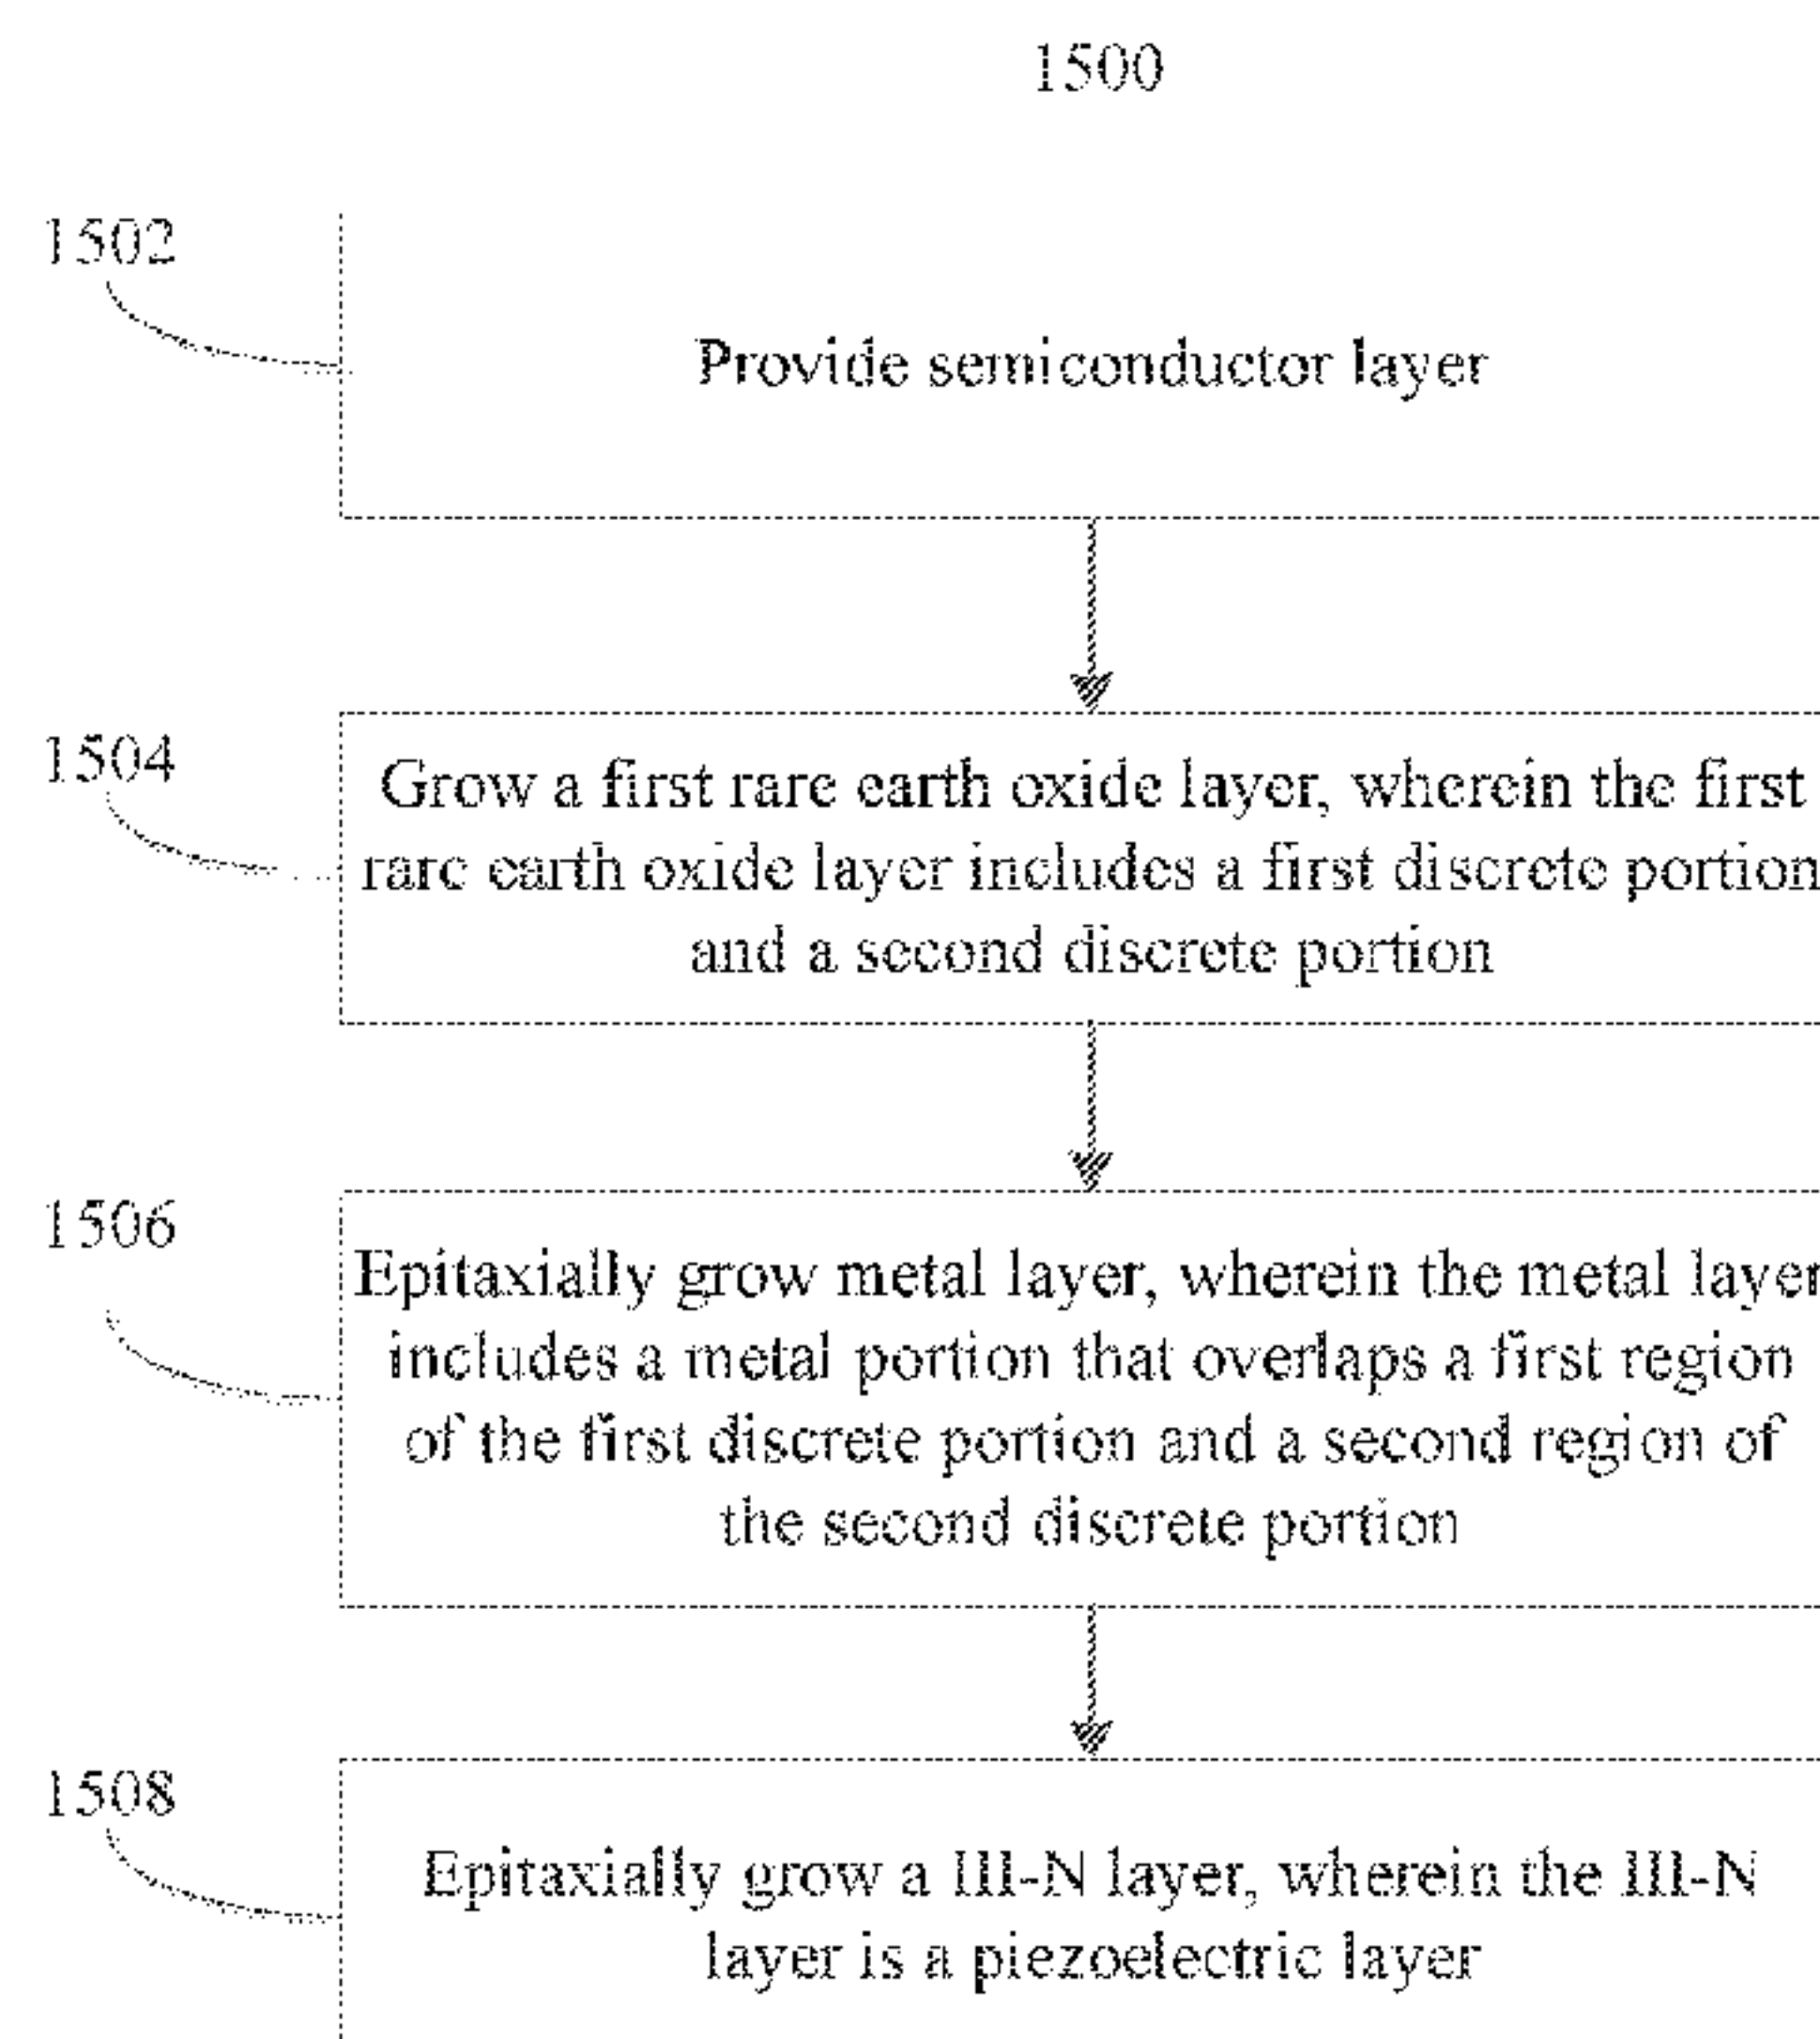 1500
1502
Provide semiconductor layer
1504
Grow a first rare earth oxide layer, wherein the first
rare earth oxide layer includes a first discrete portion
and a second discrete portion
1506
Epitaxially grow metal layer, wherein the metal layer
includes a metal portion that overlaps a first region
of the first discrete portion and a second region of
the second discrete portion
1508
Epitaxially grow a III-N layer, wherein the III-N
layer is a piezoelectric layer